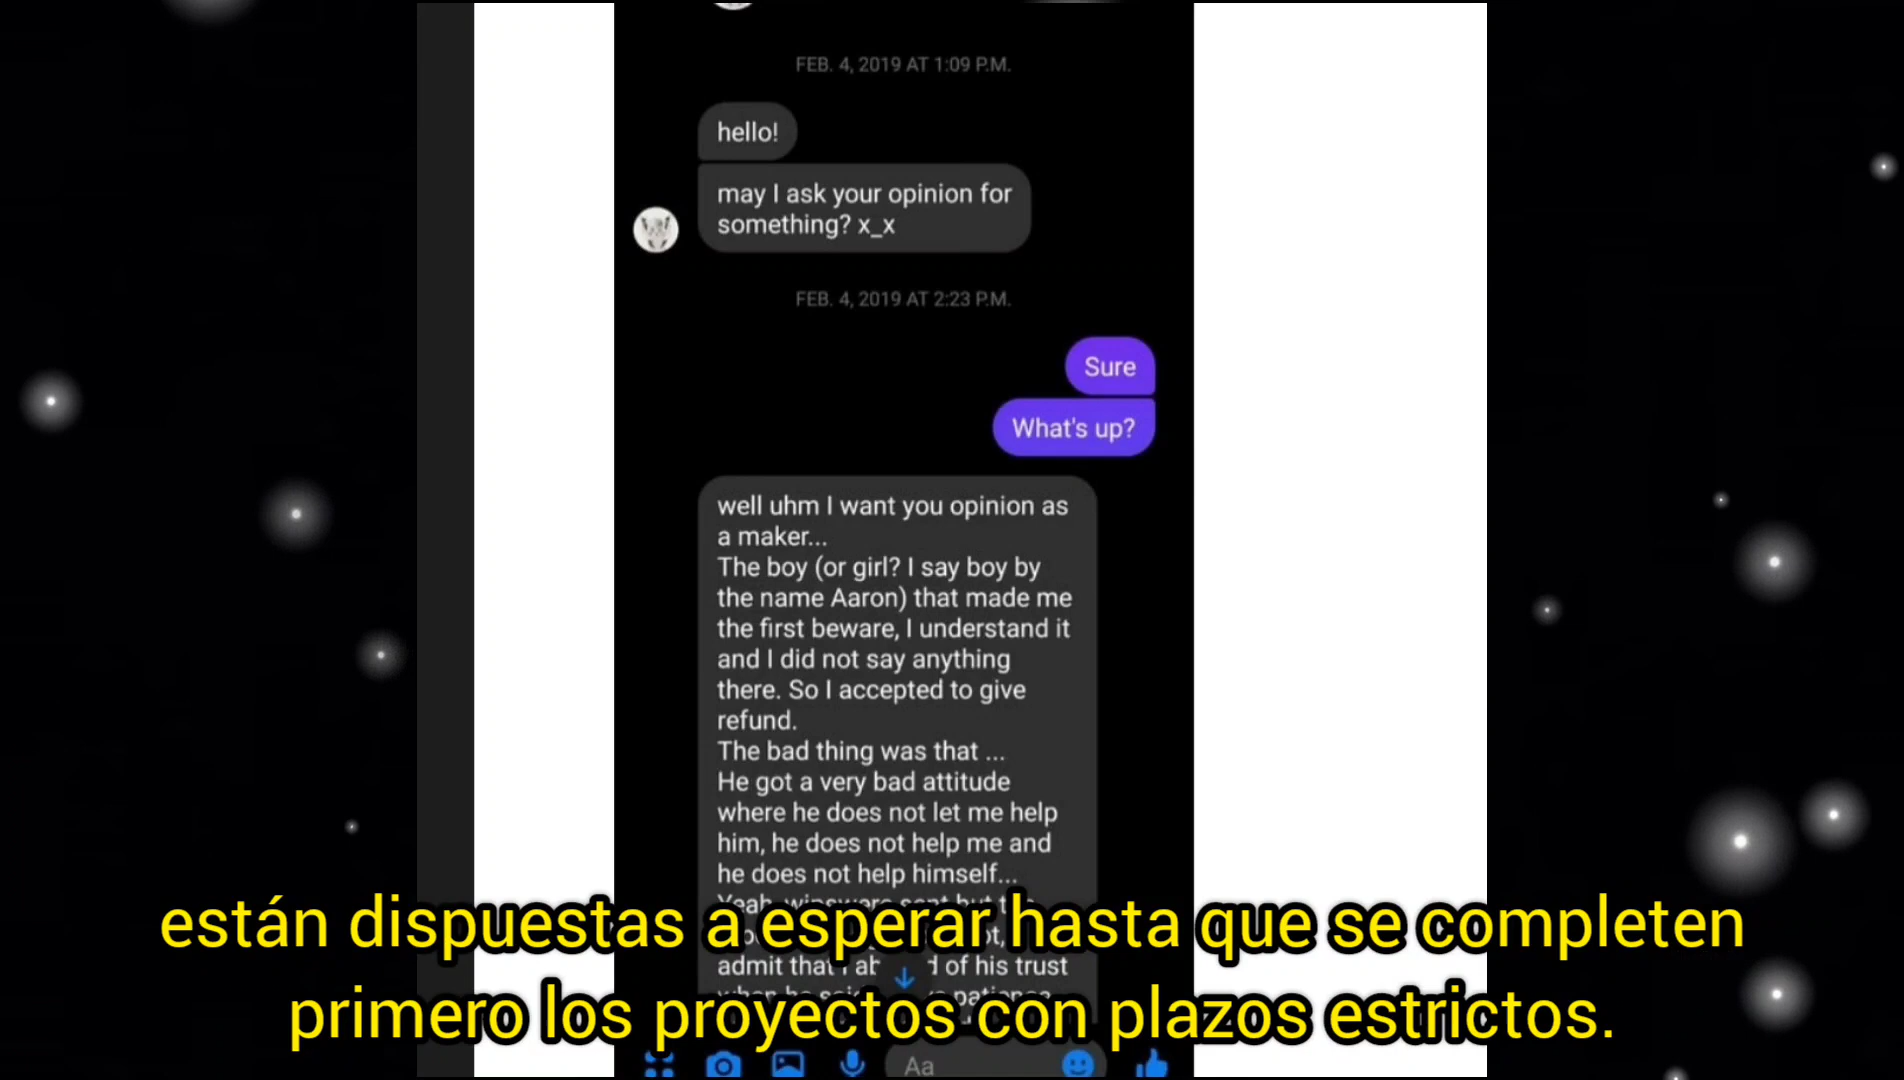 FEB. 4, 2019 AT 1:09 P.M.
hello!
may I ask your opinion for
something? x_x
FEB. 4, 2019 AT 2:23 P.M.
Sure
What's up?
well uhm I want you opinion as
a maker...
The boy (or girl? I say boy by
the name Aaron) that made me
the first beware, I understand it
and I did not say anything
there. So I accepted to give
refund.
The bad thing was that ...
He got a very bad attitude
where he does not let me help
him, he does not help me and
he does not help himself...
Yeah
están dispuestas a esperar hasta que se completen
admit that I of his trust
primero los proyectos con plazos estrictos.
Aa